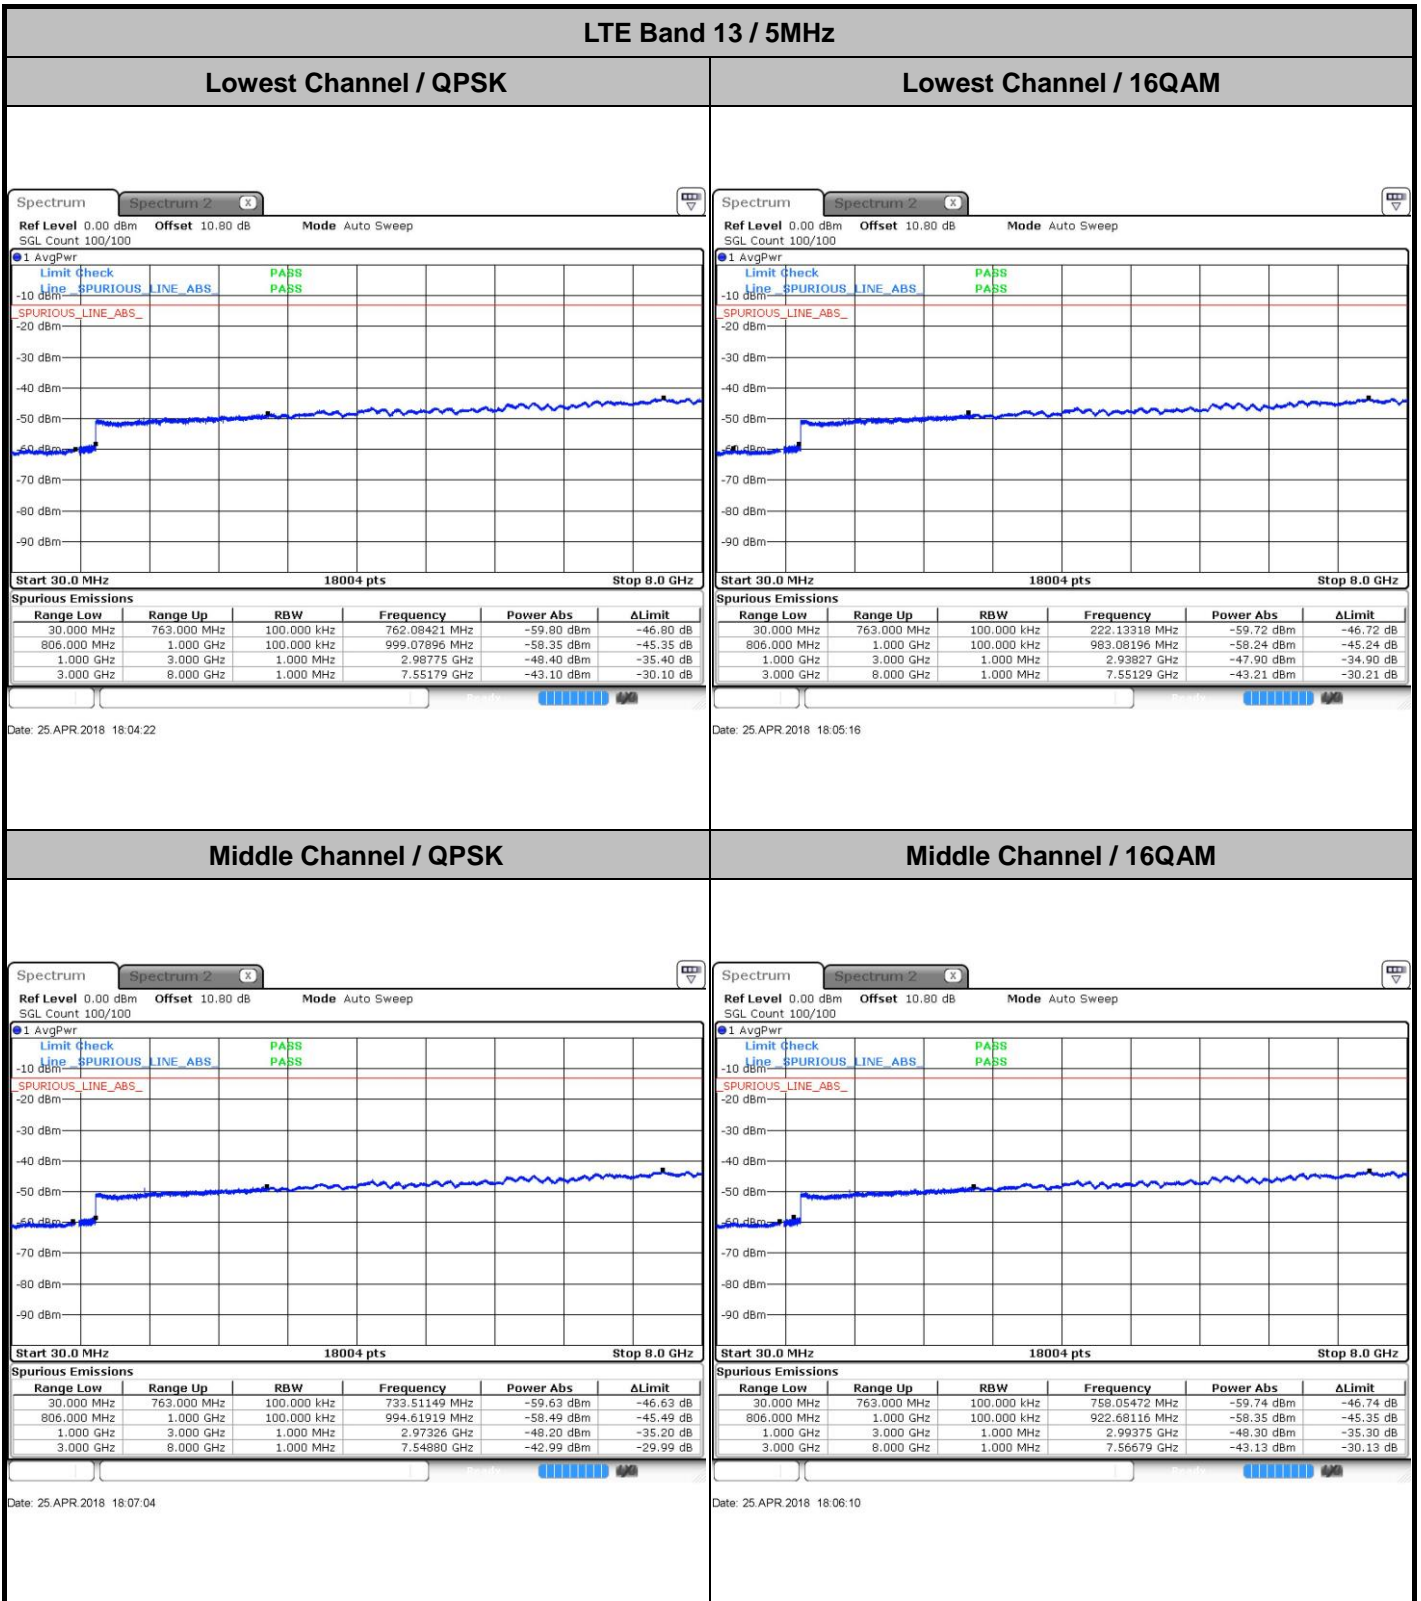 LTE Band 13 / 5MHz
Lowest Channel / QPSK
Lowest Channel / 16QAM
Spectrum
Spectrum 2
Ref Level 0.00 dBm Offset 10.80 dB Mode Auto Sweep
SGL Count 100/100
1 AvgPwr
Limit Check PASS
Line _SPURIOUS_LINE_ABS_ PASS
-10 dBm
_SPURIOUS_LINE_ABS_
-20 dBm
-30 dBm
-40 dBm
-50 dBm
-60 dBm
-70 dBm
-80 dBm
-90 dBm
Start 30.0 MHz 18004 pts Stop 8.0 GHz
Spurious Emissions
Range Low Range Up RBW Frequency Power Abs ΔLimit
30.000 MHz 763.000 MHz 100.000 kHz 762.08421 MHz -59.80 dBm -46.80 dB
806.000 MHz 1.000 GHz 100.000 kHz 999.07896 MHz -58.35 dBm -45.35 dB
1.000 GHz 3.000 GHz 1.000 MHz 2.98775 GHz -48.40 dBm -35.40 dB
3.000 GHz 8.000 GHz 1.000 MHz 7.55179 GHz -43.10 dBm -30.10 dB
Date: 25.APR.2018 18:04:22
Spectrum
Spectrum 2
Ref Level 0.00 dBm Offset 10.80 dB Mode Auto Sweep
SGL Count 100/100
1 AvgPwr
Limit Check PASS
Line _SPURIOUS_LINE_ABS_ PASS
-10 dBm
_SPURIOUS_LINE_ABS_
-20 dBm
-30 dBm
-40 dBm
-50 dBm
-60 dBm
-70 dBm
-80 dBm
-90 dBm
Start 30.0 MHz 18004 pts Stop 8.0 GHz
Spurious Emissions
Range Low Range Up RBW Frequency Power Abs ΔLimit
30.000 MHz 763.000 MHz 100.000 kHz 222.13318 MHz -59.72 dBm -46.72 dB
806.000 MHz 1.000 GHz 100.000 kHz 983.08196 MHz -58.24 dBm -45.24 dB
1.000 GHz 3.000 GHz 1.000 MHz 2.93827 GHz -47.90 dBm -34.90 dB
3.000 GHz 8.000 GHz 1.000 MHz 7.55129 GHz -43.21 dBm -30.21 dB
Date: 25.APR.2018 18:05:16
Middle Channel / QPSK
Middle Channel / 16QAM
Spectrum
Spectrum 2
Ref Level 0.00 dBm Offset 10.80 dB Mode Auto Sweep
SGL Count 100/100
1 AvgPwr
Limit Check PASS
Line _SPURIOUS_LINE_ABS_ PASS
-10 dBm
_SPURIOUS_LINE_ABS_
-20 dBm
-30 dBm
-40 dBm
-50 dBm
-60 dBm
-70 dBm
-80 dBm
-90 dBm
Start 30.0 MHz 18004 pts Stop 8.0 GHz
Spurious Emissions
Range Low Range Up RBW Frequency Power Abs ΔLimit
30.000 MHz 763.000 MHz 100.000 kHz 733.51149 MHz -59.63 dBm -46.63 dB
806.000 MHz 1.000 GHz 100.000 kHz 994.61919 MHz -58.49 dBm -45.49 dB
1.000 GHz 3.000 GHz 1.000 MHz 2.97326 GHz -48.20 dBm -35.20 dB
3.000 GHz 8.000 GHz 1.000 MHz 7.54880 GHz -42.99 dBm -29.99 dB
Date: 25.APR.2018 18:07:04
Spectrum
Spectrum 2
Ref Level 0.00 dBm Offset 10.80 dB Mode Auto Sweep
SGL Count 100/100
1 AvgPwr
Limit Check PASS
Line _SPURIOUS_LINE_ABS_ PASS
-10 dBm
_SPURIOUS_LINE_ABS_
-20 dBm
-30 dBm
-40 dBm
-50 dBm
-60 dBm
-70 dBm
-80 dBm
-90 dBm
Start 30.0 MHz 18004 pts Stop 8.0 GHz
Spurious Emissions
Range Low Range Up RBW Frequency Power Abs ΔLimit
30.000 MHz 763.000 MHz 100.000 kHz 758.05472 MHz -59.74 dBm -46.74 dB
806.000 MHz 1.000 GHz 100.000 kHz 922.68116 MHz -58.35 dBm -45.35 dB
1.000 GHz 3.000 GHz 1.000 MHz 2.99375 GHz -48.30 dBm -35.30 dB
3.000 GHz 8.000 GHz 1.000 MHz 7.56679 GHz -43.13 dBm -30.13 dB
Date: 25.APR.2018 18:06:10